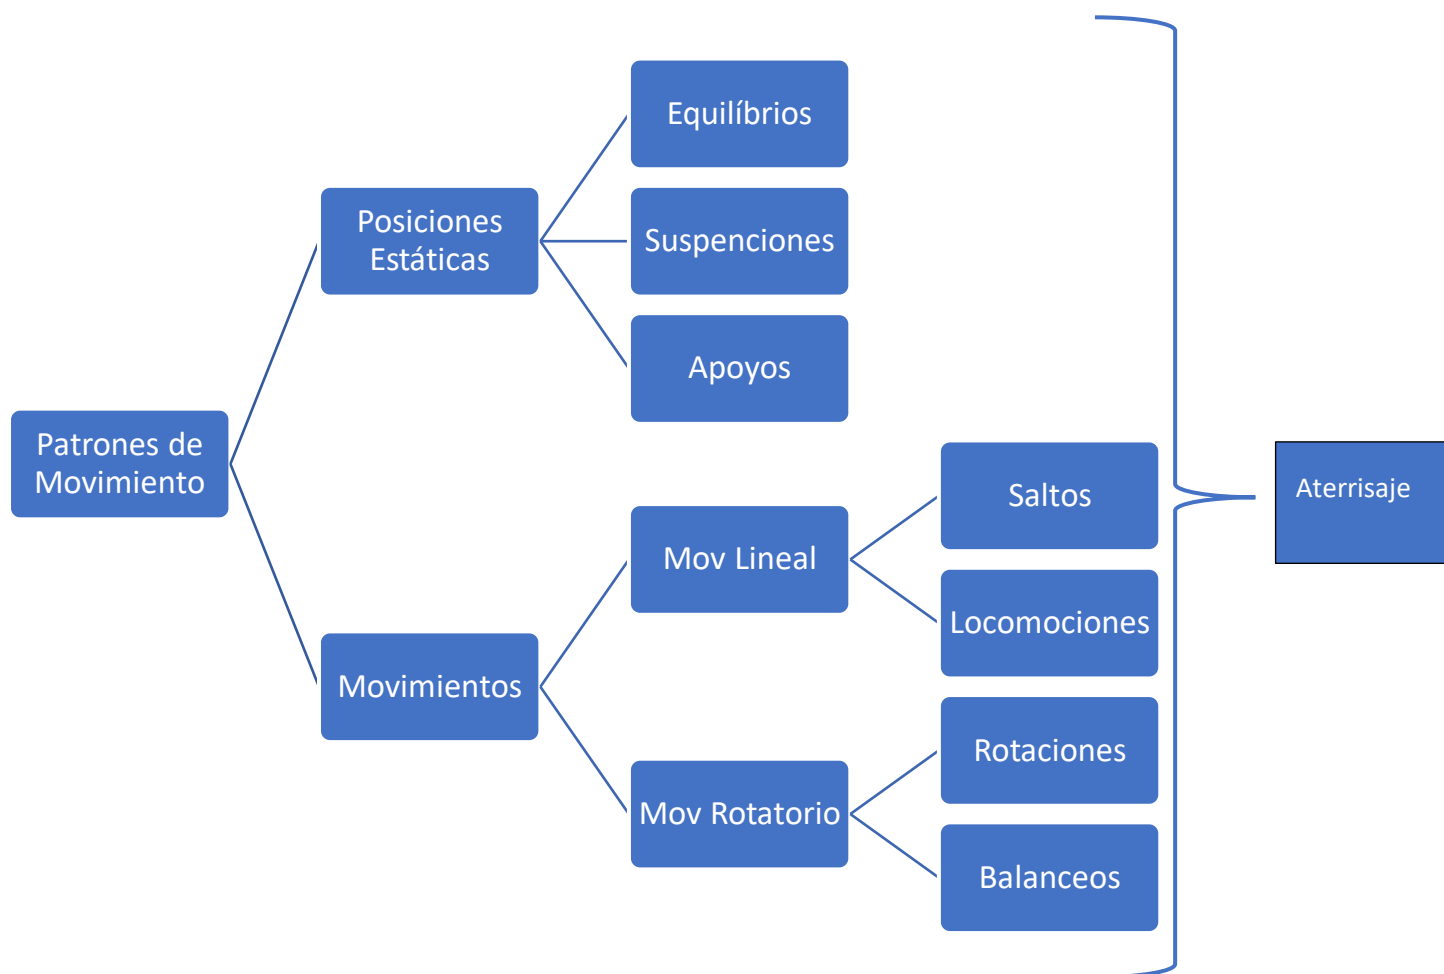 Patrones de
Movimiento
Posiciones
Estáticas
Equilíbrios
Suspenciones
Apoyos
Movimientos
Mov Lineal
Saltos
Locomociones
Mov Rotatorio
Rotaciones
Balanceos
Aterrisaje